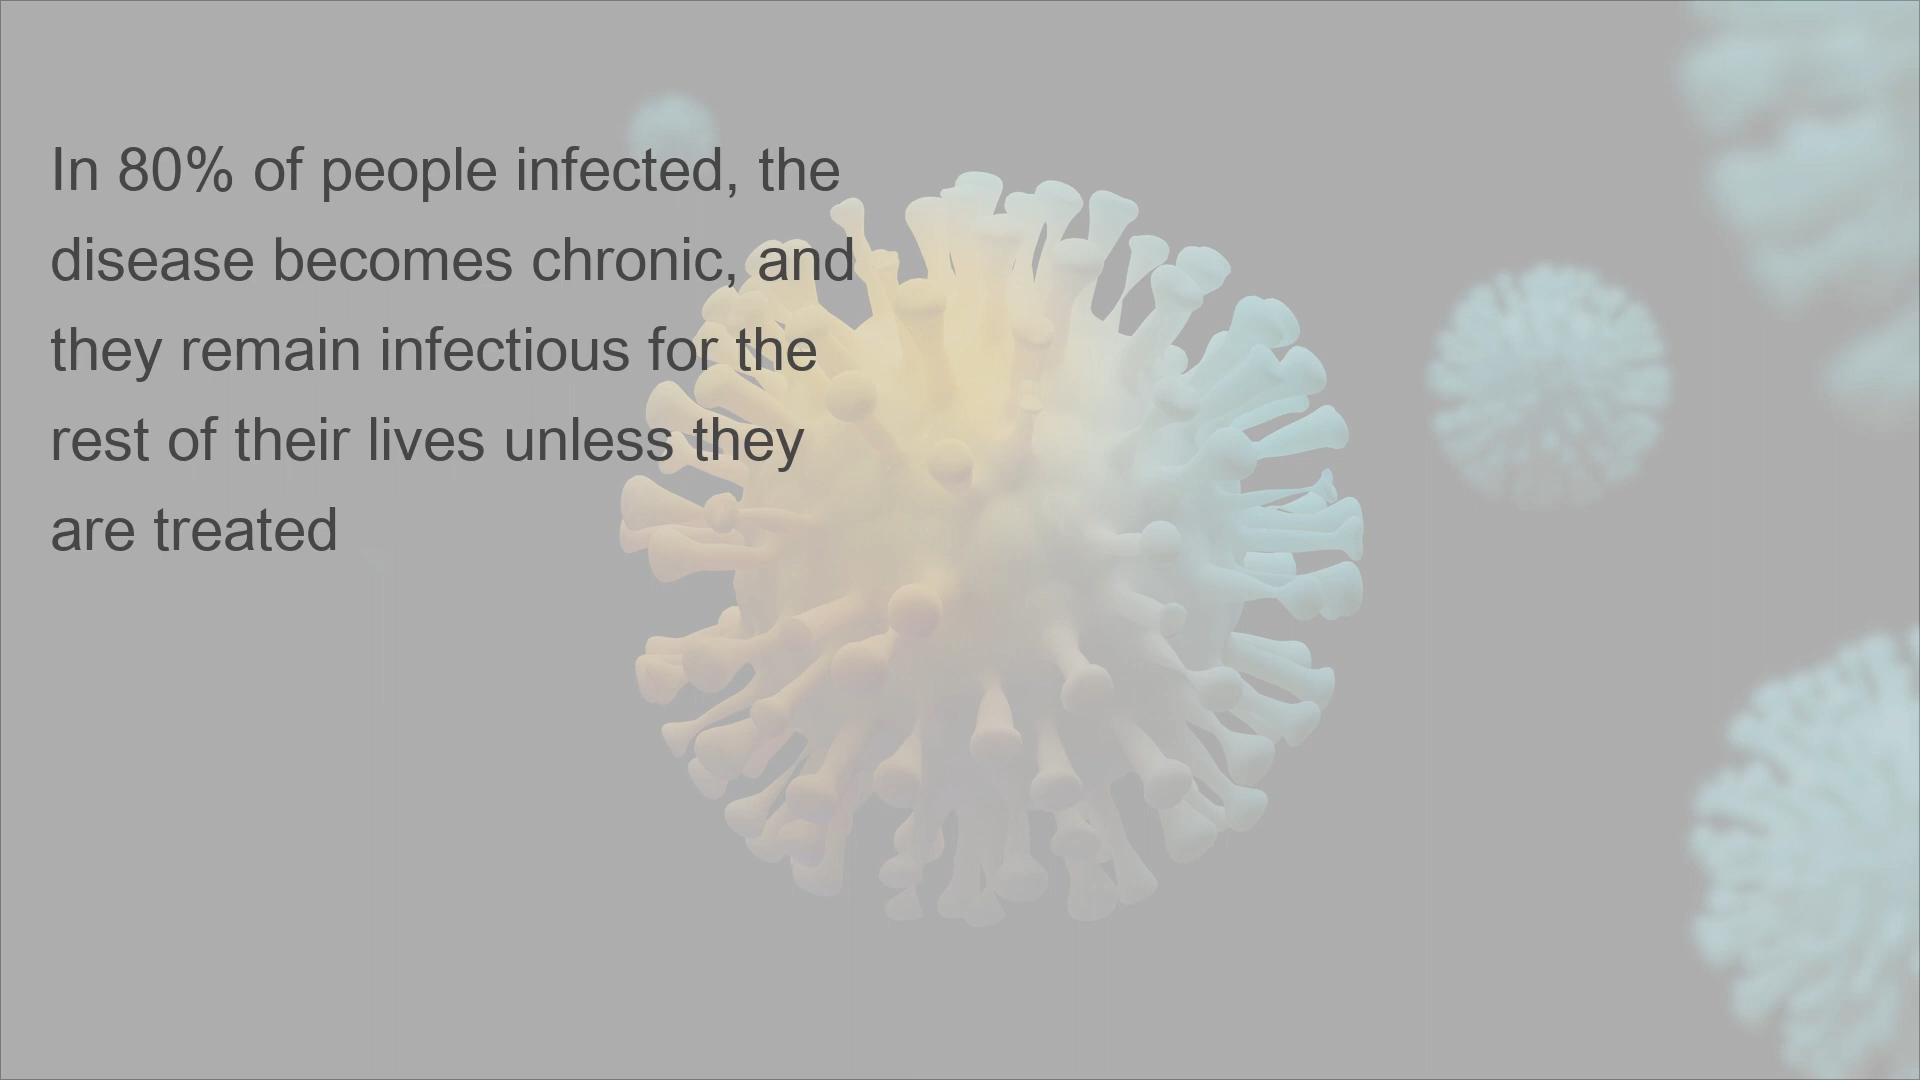 In 80% of people infected, the
disease becomes chronic, and
they remain infectious for the
rest of their lives unless they
are treated